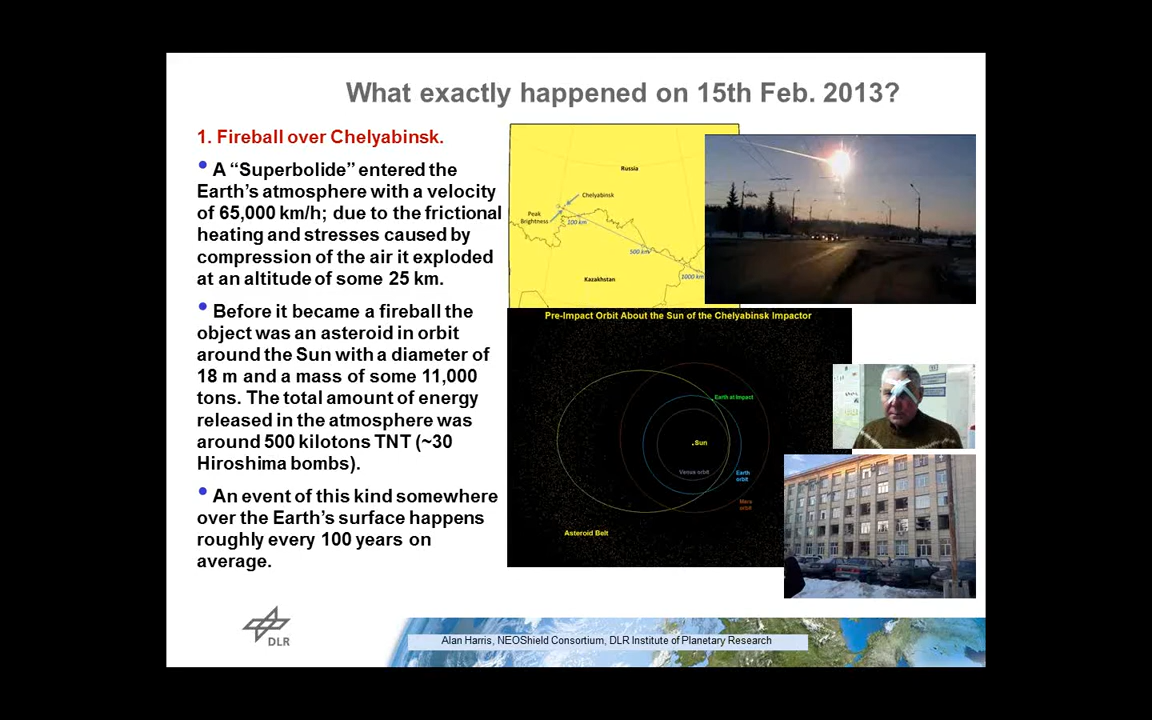 What exactly happened on 15th Feb. 2013?
1. Fireball over Chelyabinsk.
• A “Superbolide” entered the
Earth’s atmosphere with a velocity
of 65,000 km/h; due to the frictional
heating and stresses caused by
compression of the air it exploded
at an altitude of some 25 km.
• Before it became a fireball the
object was an asteroid in orbit
around the Sun with a diameter of
18 m and a mass of some 11,000
tons. The total amount of energy
released in the atmosphere was
around 500 kilotons TNT (~30
Hiroshima bombs).
• An event of this kind somewhere
over the Earth’s surface happens
roughly every 100 years on
average.
Russia
Chelyabinsk
Peak
Brightness
100 km
500 km
1000 km
Kazakhstan
Pre-Impact Orbit About the Sun of the Chelyabinsk Impactor
Earth at Impact
Sun
Venus orbit
Earth
orbit
Mars
orbit
Asteroid Belt
DLR
Alan Harris, NEOShield Consortium, DLR Institute of Planetary Research